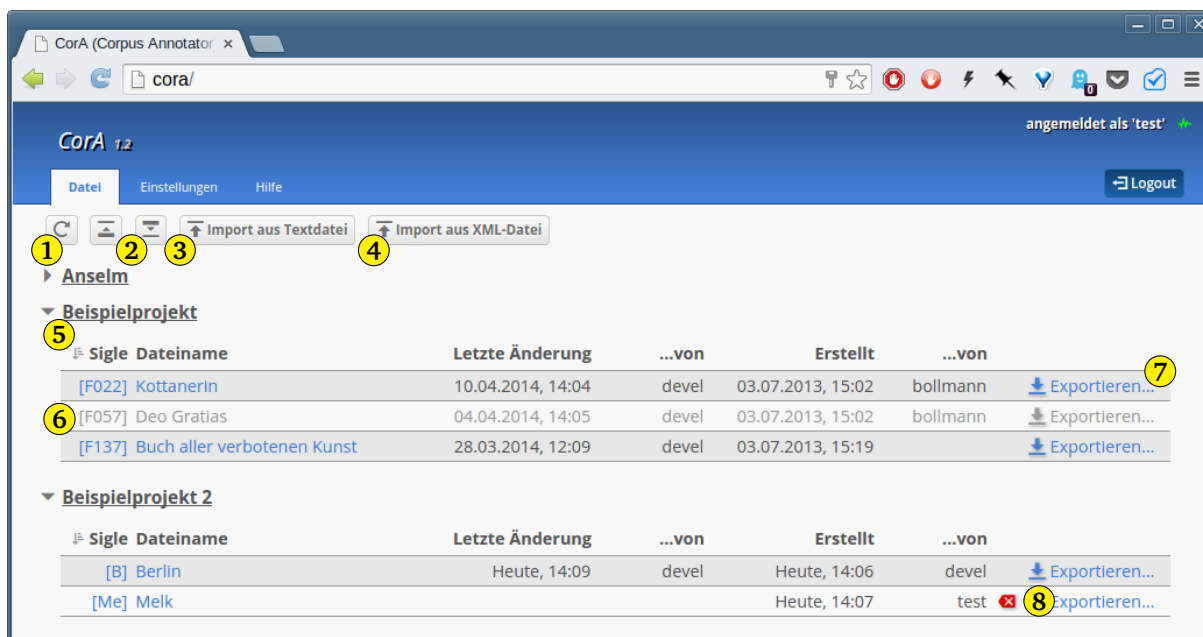 CorA (Corpus Annotator
cora/
0
angemeldet als 'test'
CorA 1.2
Datei Einstellungen Hilfe Logout
Import aus Textdatei Import aus XML-Datei
1 2 3 4
Anselm
Beispielprojekt
5
Sigle Dateiname Letzte Änderung ...von Erstellt ...von
7
[F022] Kottanerin 10.04.2014, 14:04 devel 03.07.2013, 15:02 bollmann Exportieren...
6 [F057] Deo Gratias 04.04.2014, 14:05 devel 03.07.2013, 15:02 bollmann Exportieren...
[F137] Buch aller verbotenen Kunst 28.03.2014, 12:09 devel 03.07.2013, 15:19 Exportieren...
Beispielprojekt 2
Sigle Dateiname Letzte Änderung ...von Erstellt ...von
[B] Berlin Heute, 14:09 devel Heute, 14:06 devel Exportieren...
[Me] Melk Heute, 14:07 test 8 Exportieren...